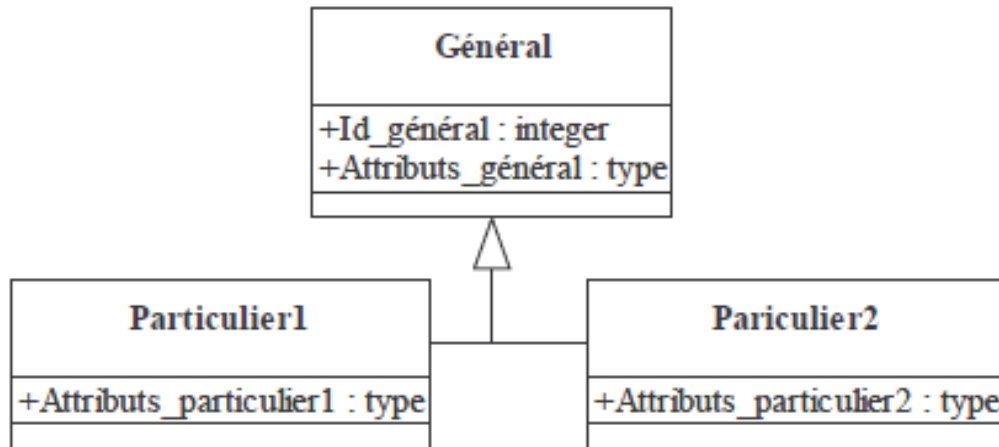 Général
+Id_général : integer
+Attributs_général : type
Particulier1
+Attributs_particulier1 : type
Pariculier2
+Attributs_particulier2 : type